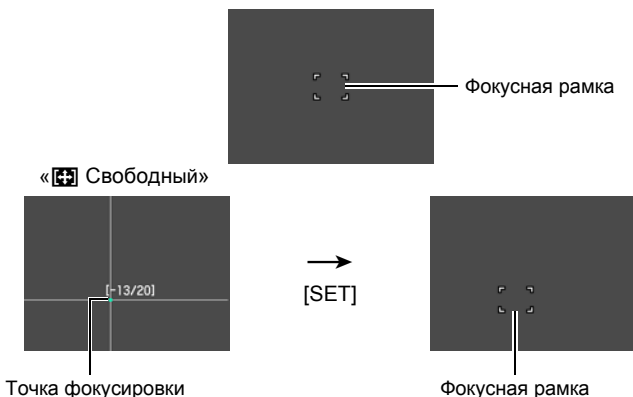 Фокусная рамка
« Свободный»
[-13/20]
[SET]
Точка фокусировки
Фокусная рамка